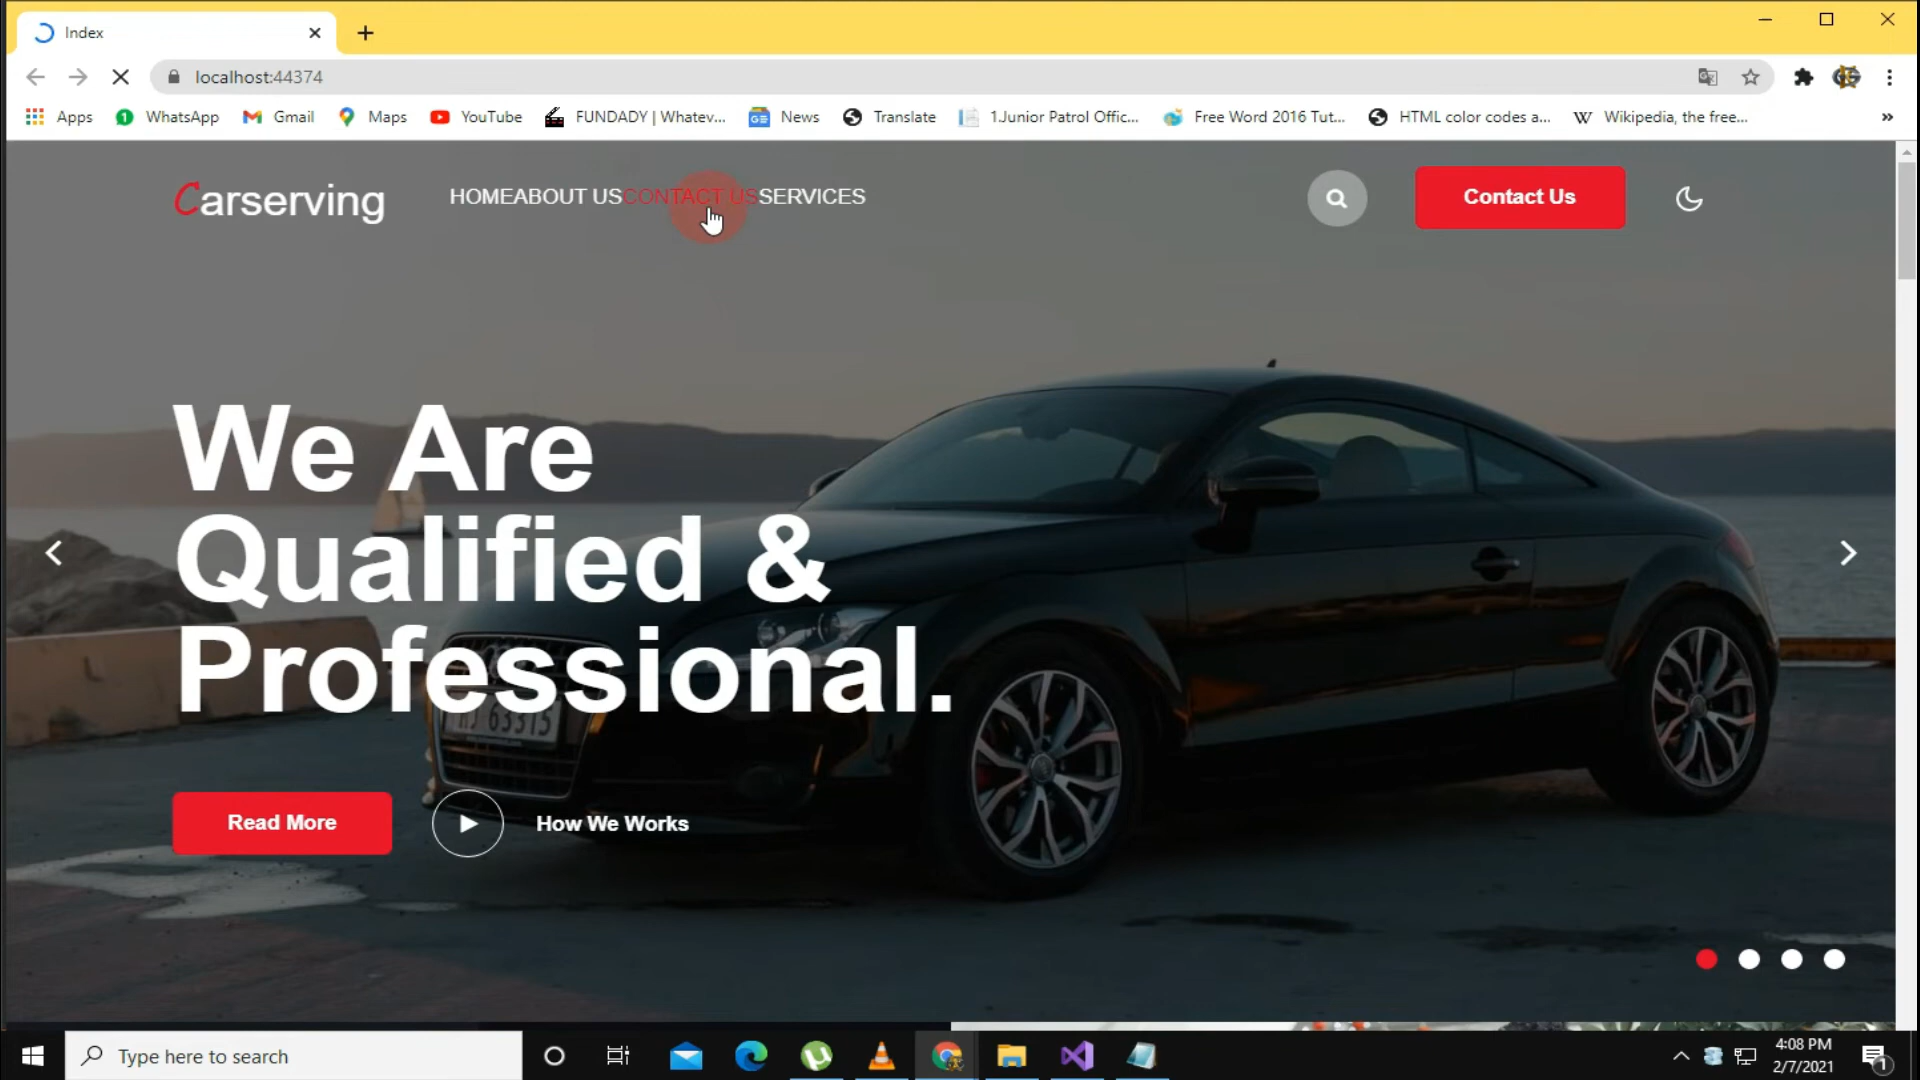 Index
localhost:44374
Apps
WhatsApp
Gmail
Maps
YouTube
FUNDADY | Whatev...
News
Translate
1.Junior Patrol Offic...
Free Word 2016 Tut...
HTML color codes a...
Wikipedia, the free...
Carserving
HOMEABOUT USCONTACT USSERVICES
Contact Us
We Are
Qualified &
Professional.
63315
Read More
How We Works
Type here to search
4:08 PM
2/7/2021
1